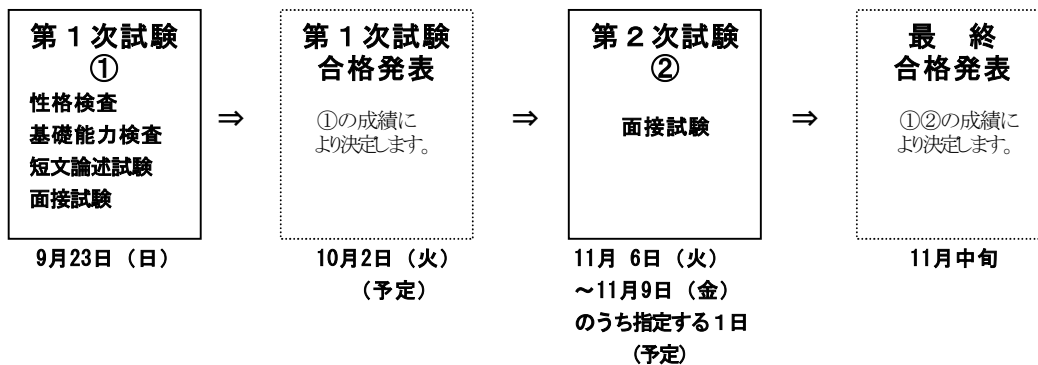 第１次試験
①
性格検査
基礎能力検査
短文論述試験
面接試験
9月23日（日）
⇒
第１次試験
合格発表
①の成績に
より決定します。
10月2日（火）
（予定）
⇒
第２次試験
②
面接試験
11月 6日（火）
～11月9日（金）
のうち指定する１日
（予定）
⇒
最　終
合格発表
①②の成績に
より決定します。
11月中旬